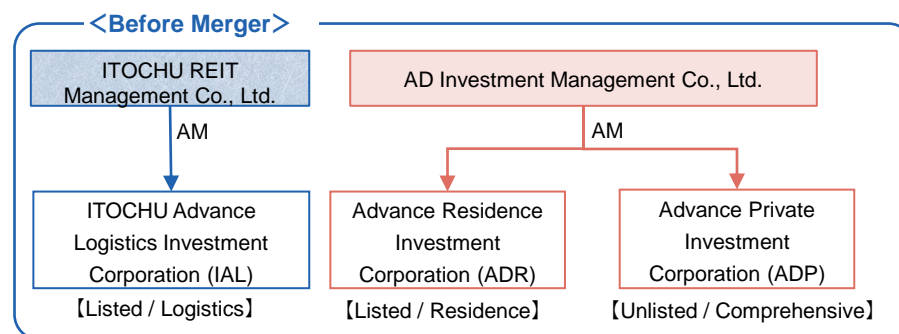 ＜Before Merger＞
ITOCHU REIT
Management Co., Ltd.
AD Investment Management Co., Ltd.
AM
AM
ITOCHU Advance
Logistics Investment
Corporation (IAL)
Advance Residence
Investment
Corporation (ADR)
Advance Private
Investment
Corporation (ADP)
【Listed / Logistics】
【Listed / Residence】
【Unlisted / Comprehensive】